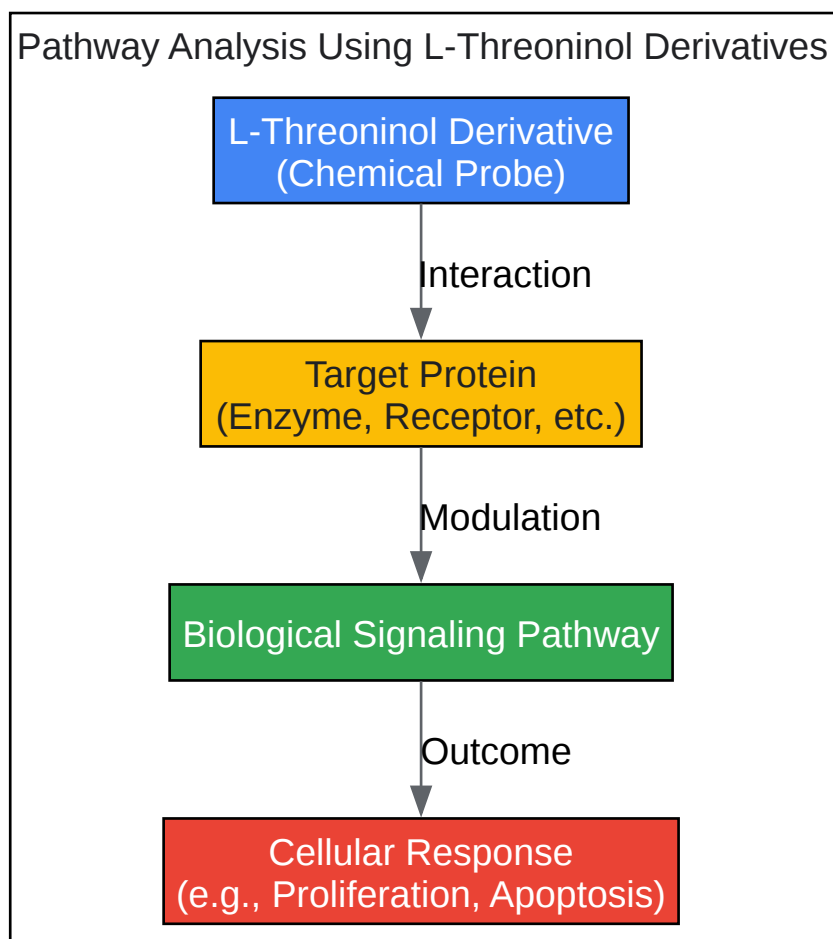 Pathway Analysis Using L-Threoninol Derivatives
L-Threoninol Derivative
(Chemical Probe)
Interaction
Target Protein
(Enzyme, Receptor, etc.)
Modulation
Biological Signaling Pathway
Outcome
Cellular Response
(e.g., Proliferation, Apoptosis)